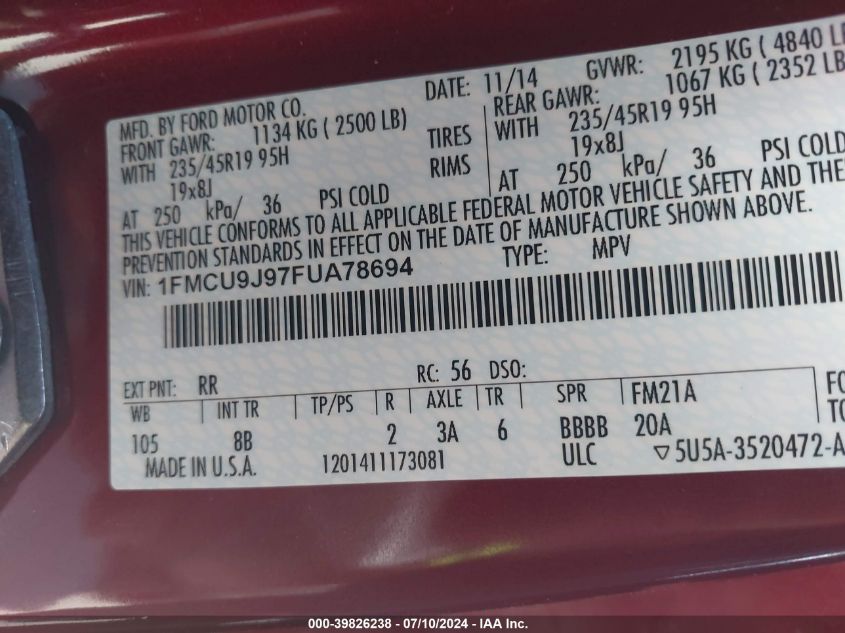 MFD. BY FORD MOTOR CO.
DATE: 11/14 GVWR: 2195 KG ( 4840 L
FRONT GAWR: 1134 KG ( 2500 LB) REAR GAWR: 1067 KG ( 2352 LB
WITH 235/45R19 95H TIRES WITH 235/45R19 95H
19x8J RIMS 19x8J
AT 250 kPa/ 36 PSI COLD AT 250 kPa/ 36 PSI COLD
THIS VEHICLE CONFORMS TO ALL APPLICABLE FEDERAL MOTOR VEHICLE SAFETY AND THE
PREVENTION STANDARDS IN EFFECT ON THE DATE OF MANUFACTURE SHOWN ABOVE.
VIN: 1FMCU9J97FUA78694 TYPE: MPV
EXT PNT: RR RC: 56 DSO:
WB INT TR TP/PS R AXLE TR SPR FM21A
105 8B 2 3A 6 BBBB 20A
MADE IN U.S.A. 1201411173081 ULC ▽5U5A-3520472-A
FO
TO
000-39826238 - 07/10/2024 - IAA Inc.